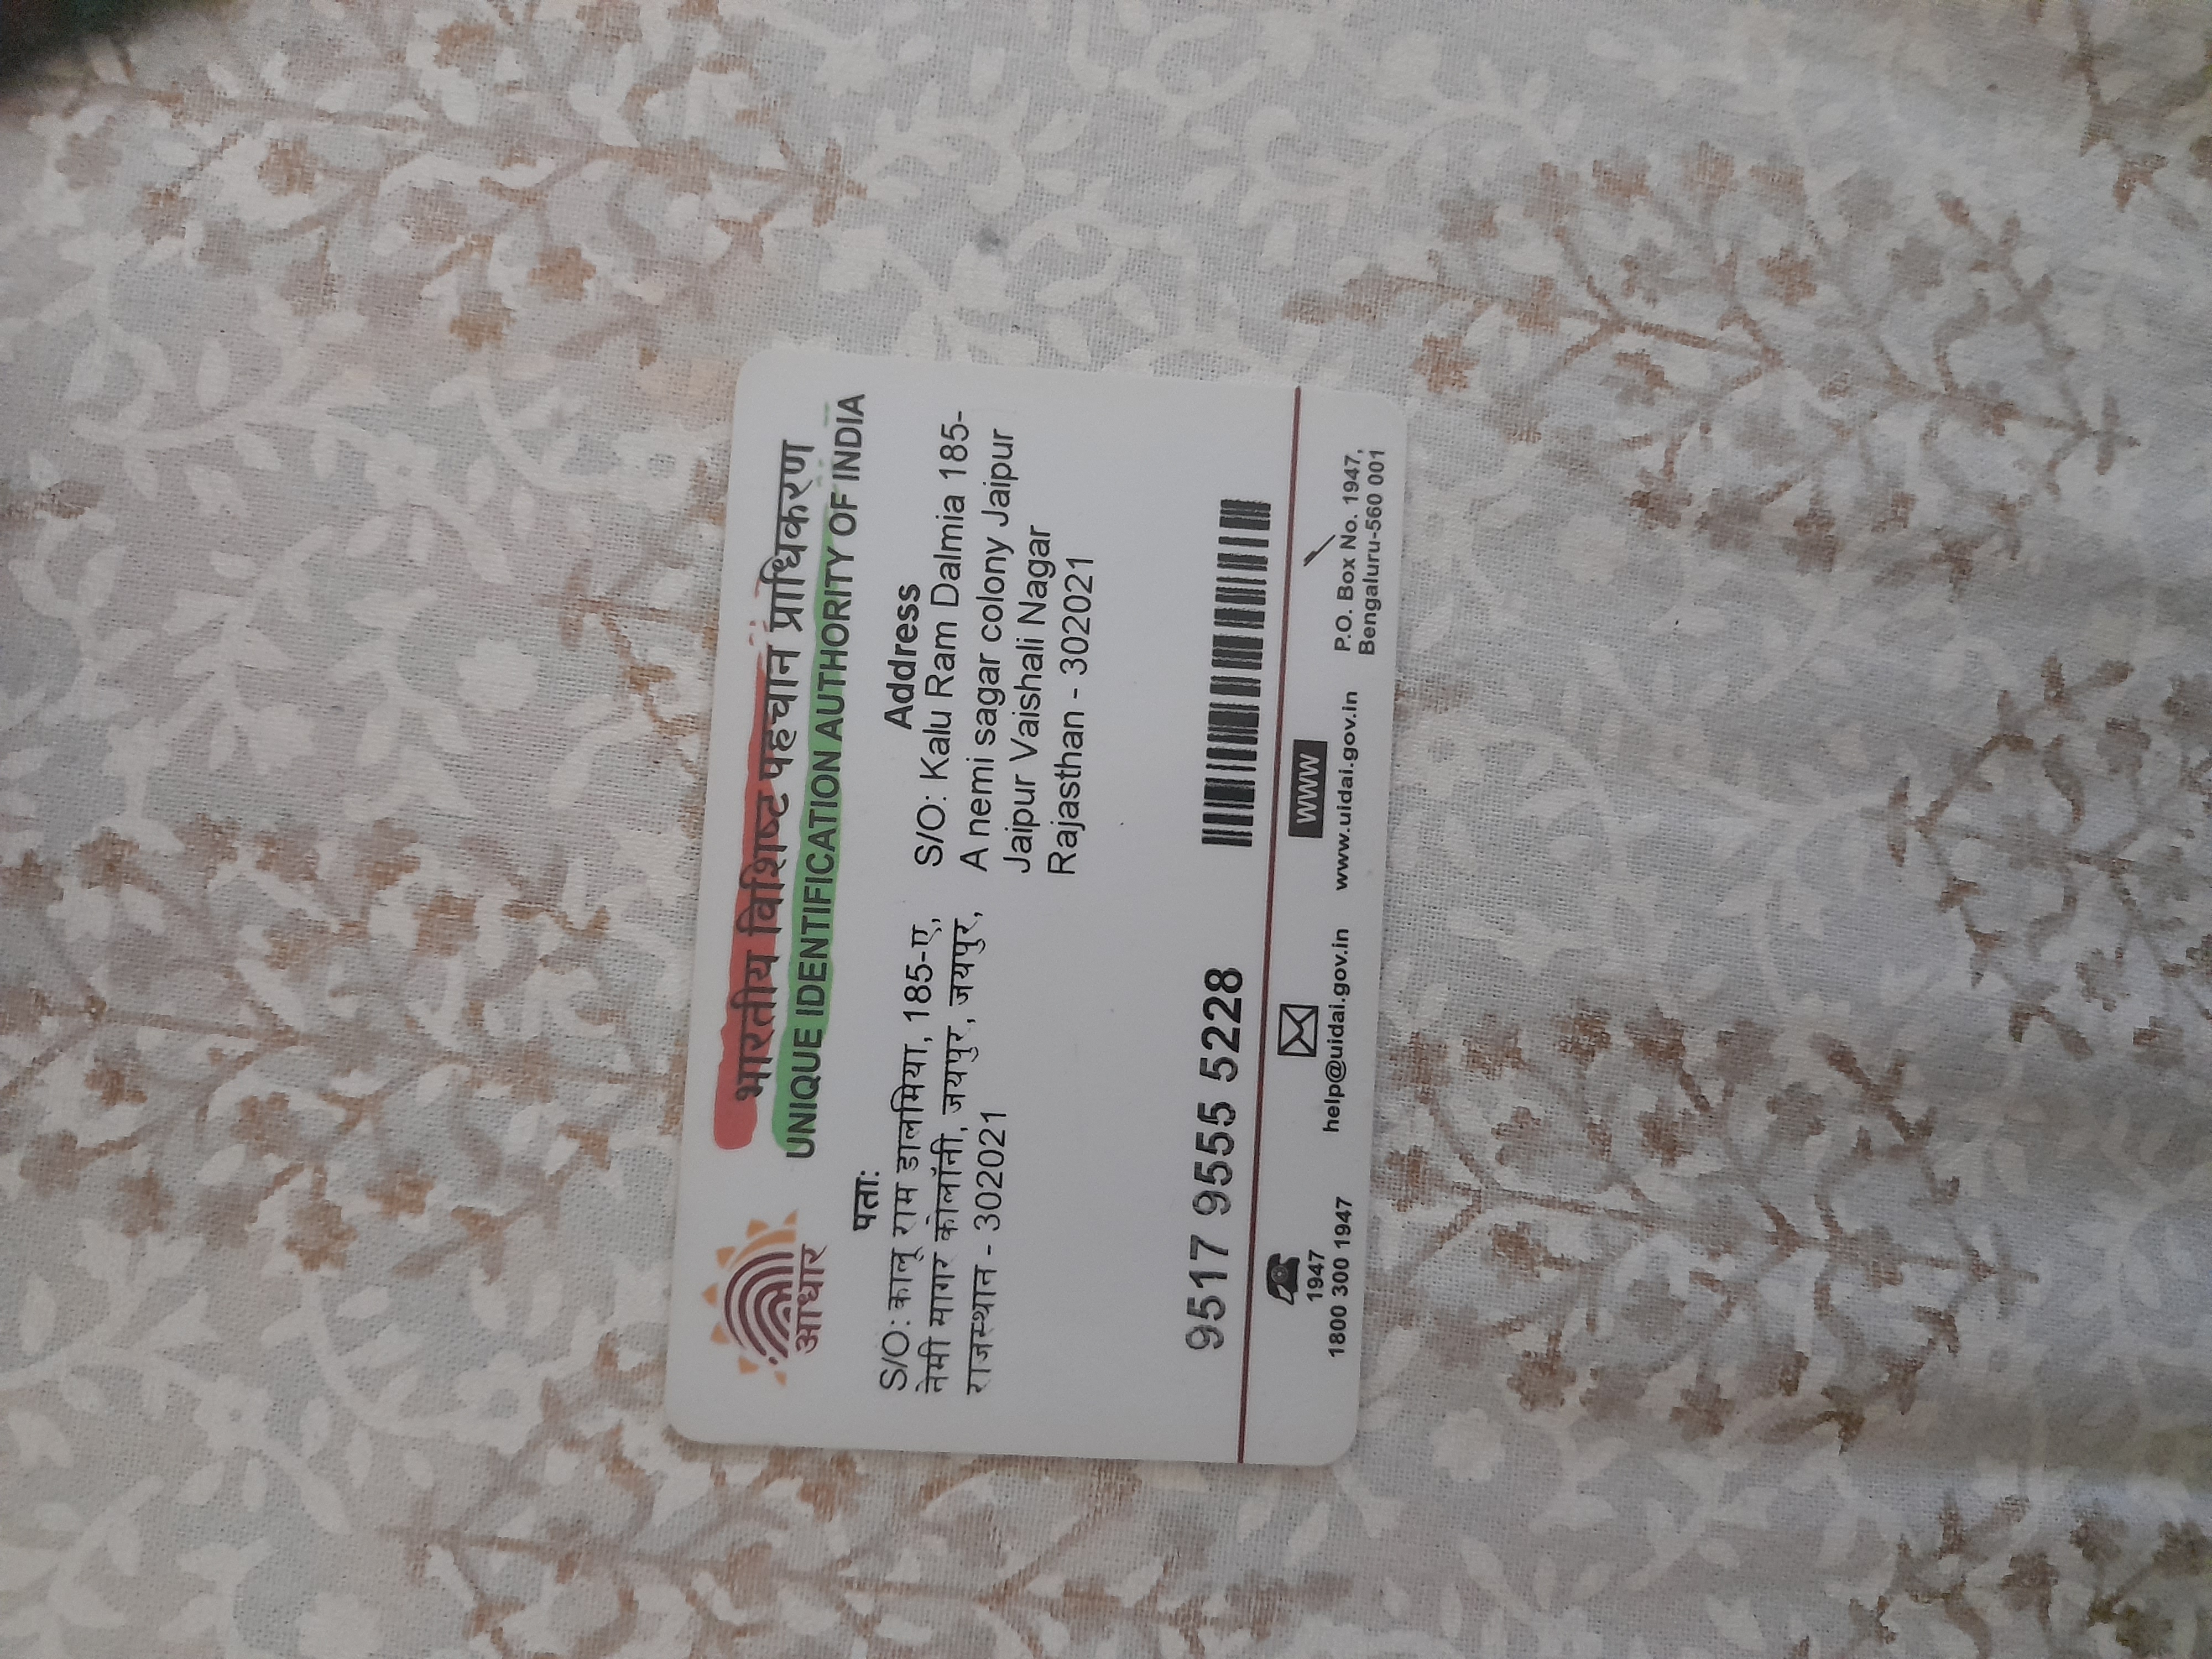 आधार
भारतीय विशिष्ट पहचान प्राधिकरण
UNIQUE IDENTIFICATION AUTHORITY OF INDIA
पता:
S/O: कालू राम डालमिया, 185-ए,
नेमी सागर कोलॉनी, जयपुर, जयपुर,
राजस्थान - 302021
Address
S/O: Kalu Ram Dalmia 185-
A nemi sagar colony Jaipur
Jaipur Vaishali Nagar
Rajasthan - 302021
9517 9555 5228
1947
1800 300 1947
help@uidai.gov.in
WWW
www.uidai.gov.in
P.O. Box No. 1947,
Bengaluru-560 001